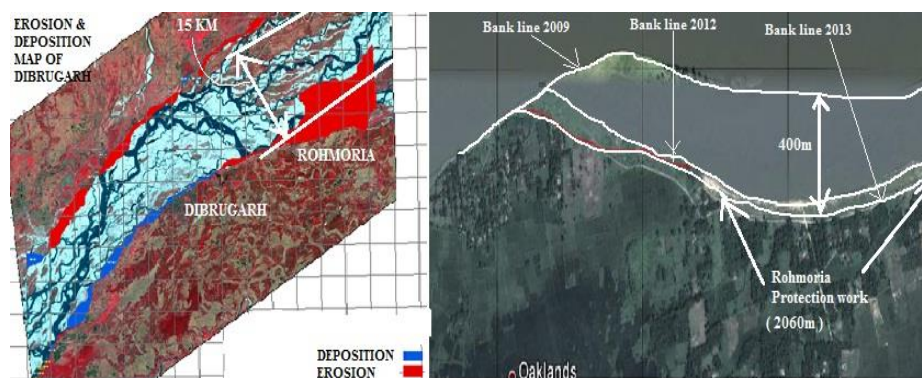 EROSION &
DEPOSITION
MAP OF
DIBRUGARH
15 KM
ROHMORIA
DIBRUGARH
DEPOSITION
EROSION
Bank line 2009
Bank line 2012
Bank line 2013
400m
Rohmoria
Protection work
( 2060m )
Oaklands